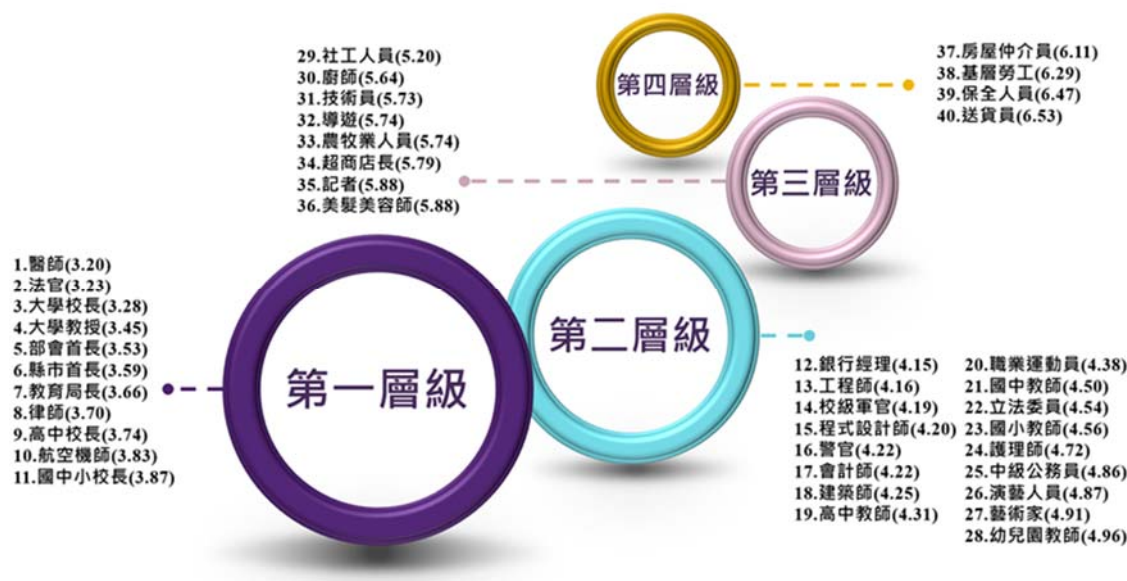 第一層級
1.醫師(3.20)
2.法官(3.23)
3.大學校長(3.28)
4.大學教授(3.45)
5.部會首長(3.53)
6.縣市首長(3.59)
7.教育局長(3.66)
8.律師(3.70)
9.高中校長(3.74)
10.航空機師(3.83)
11.國中小校長(3.87)
第二層級
12.銀行經理(4.15)
13.工程師(4.16)
14.校級軍官(4.19)
15.程式設計師(4.20)
16.警官(4.22)
17.會計師(4.22)
18.建築師(4.25)
19.高中教師(4.31)
20.職業運動員(4.38)
21.國中教師(4.50)
22.立法委員(4.54)
23.國小教師(4.56)
24.護理師(4.72)
25.中級公務員(4.86)
26.演藝人員(4.87)
27.藝術家(4.91)
28.幼兒園教師(4.96)
第三層級
29.社工人員(5.20)
30.廚師(5.64)
31.技術員(5.73)
32.導遊(5.74)
33.農牧業人員(5.74)
34.超商店長(5.79)
35.記者(5.88)
36.美髮美容師(5.88)
第四層級
37.房屋仲介員(6.11)
38.基層勞工(6.29)
39.保全人員(6.47)
40.送貨員(6.53)